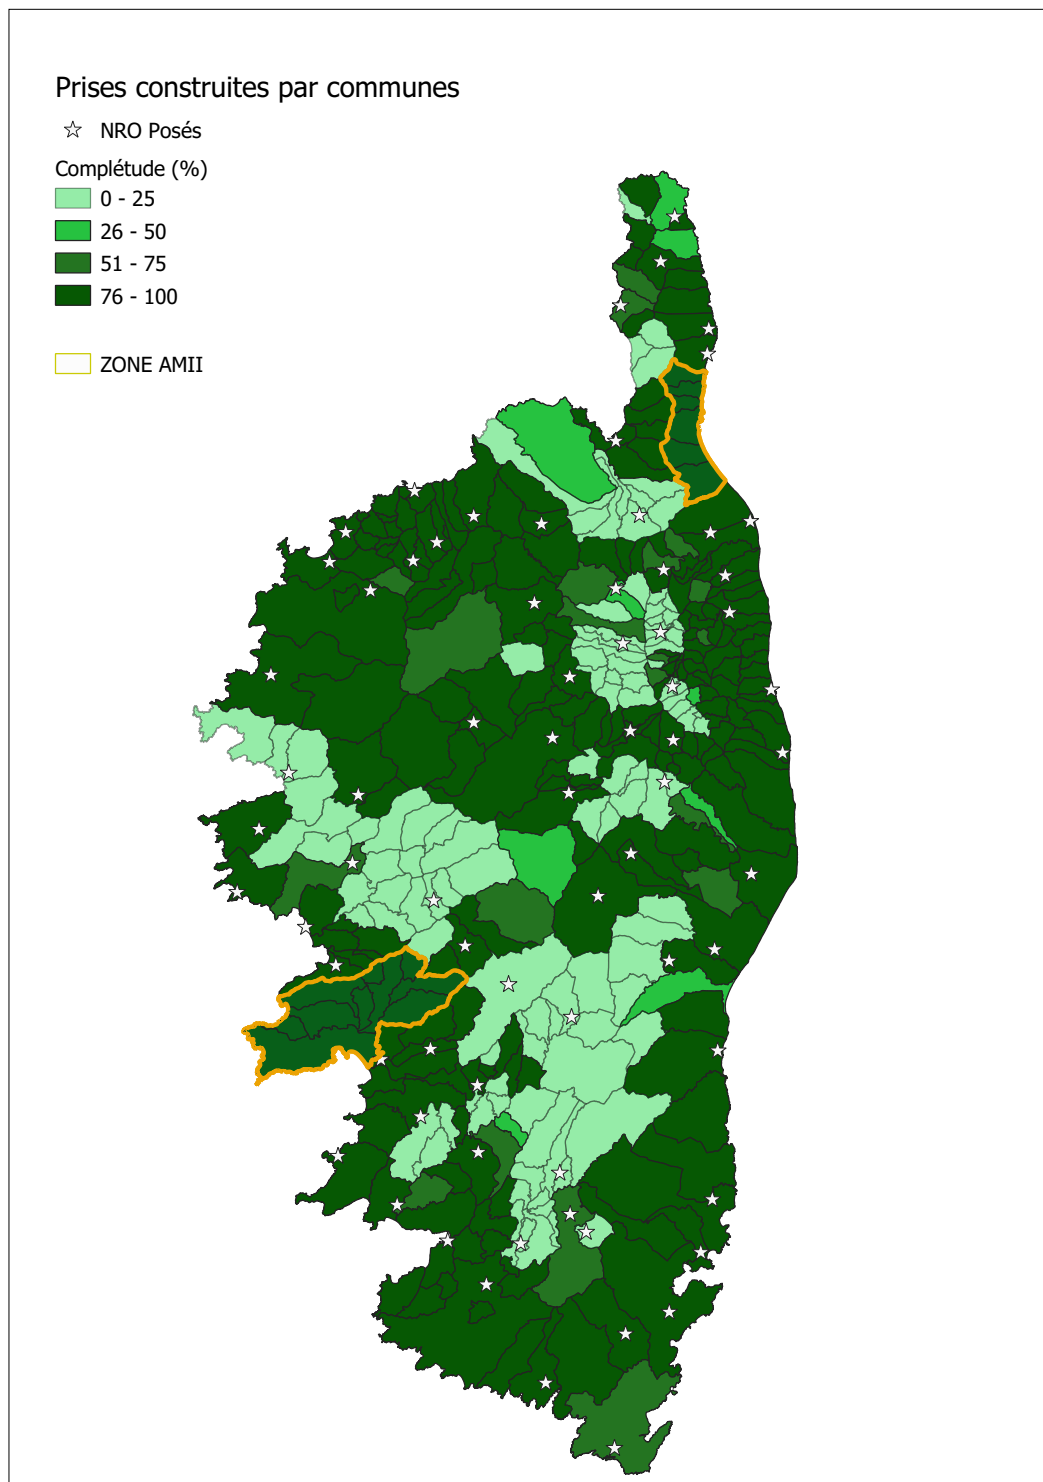 Prises construites par communes
NRO Posés
Complétude (%)
0 - 25
26 - 50
51 - 75
76 - 100
ZONE AMII